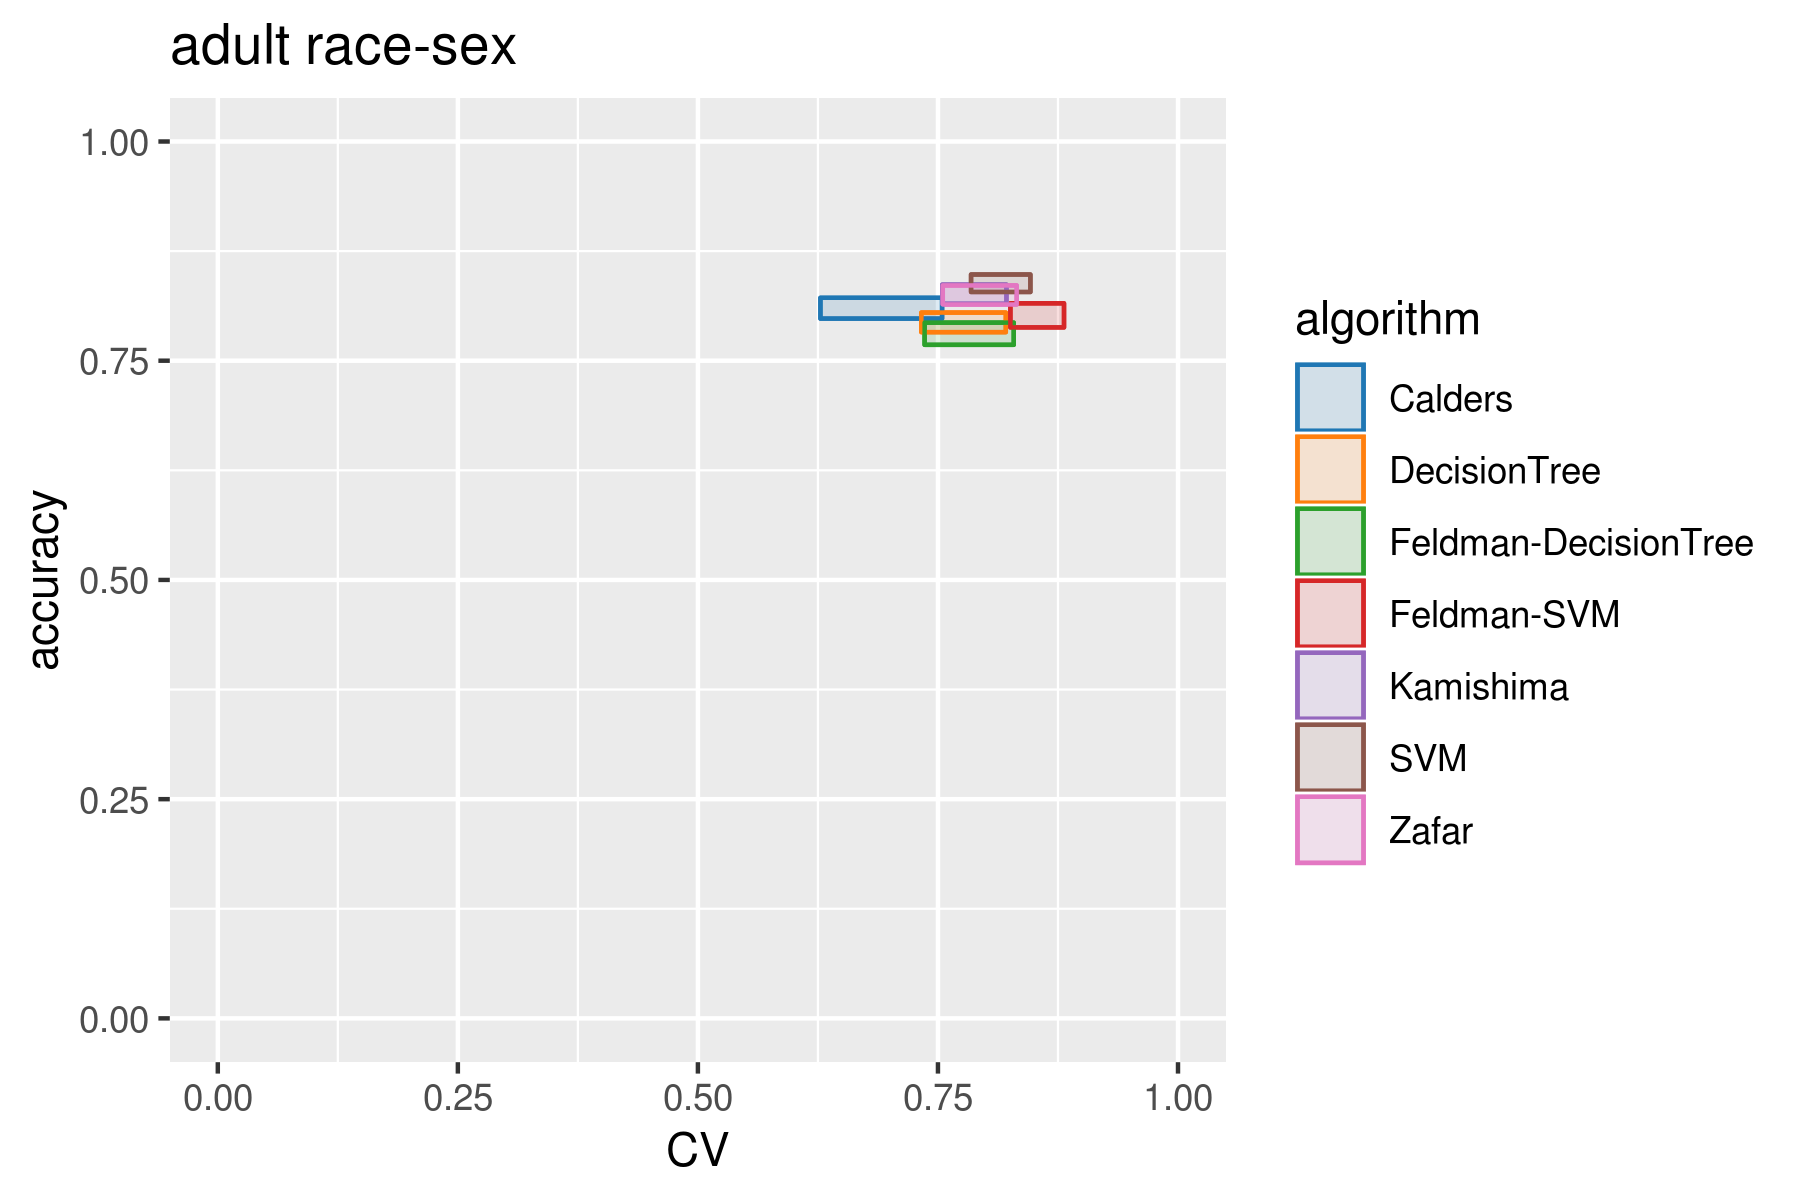 adult race-sex
1.00
0.75
0.50
0.25
0.00
accuracy
0.00 0.25 0.50 0.75 1.00
CV
algorithm
Calders
DecisionTree
Feldman-DecisionTree
Feldman-SVM
Kamishima
SVM
Zafar